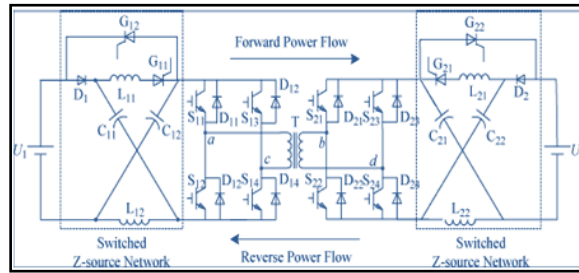 G12 G22
G11 Forward Power Flow G21
D1 L11 D12 L21 D2
S11 D11 S13 S21 D21 S23 D23
C11 C12 T C21 C22
U1 a b
c d
S12 D12 S14 D14 S22 D22 S24 D24
L12 L22
Switched Z-source Network
Reverse Power Flow
Switched Z-source Network